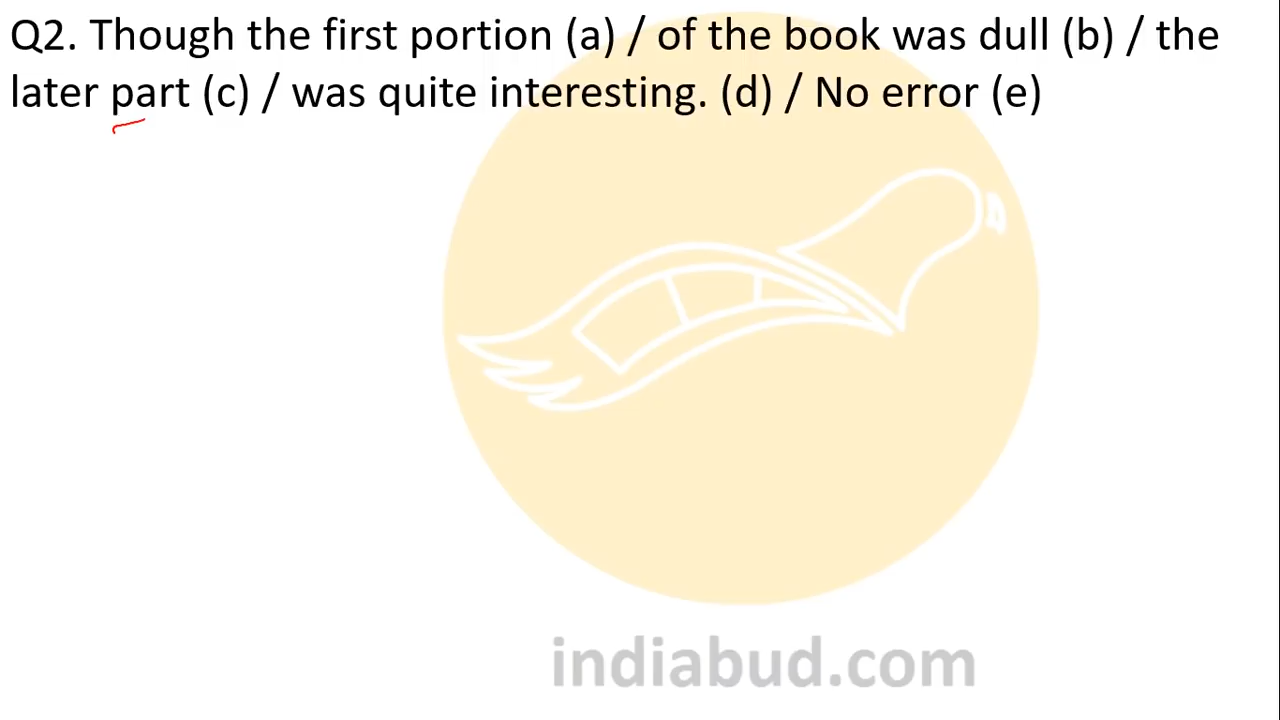 Q2. Though the first portion (a) / of the book was dull (b) / the
later part (c) / was quite interesting. (d) / No error (e)
indiabud.com